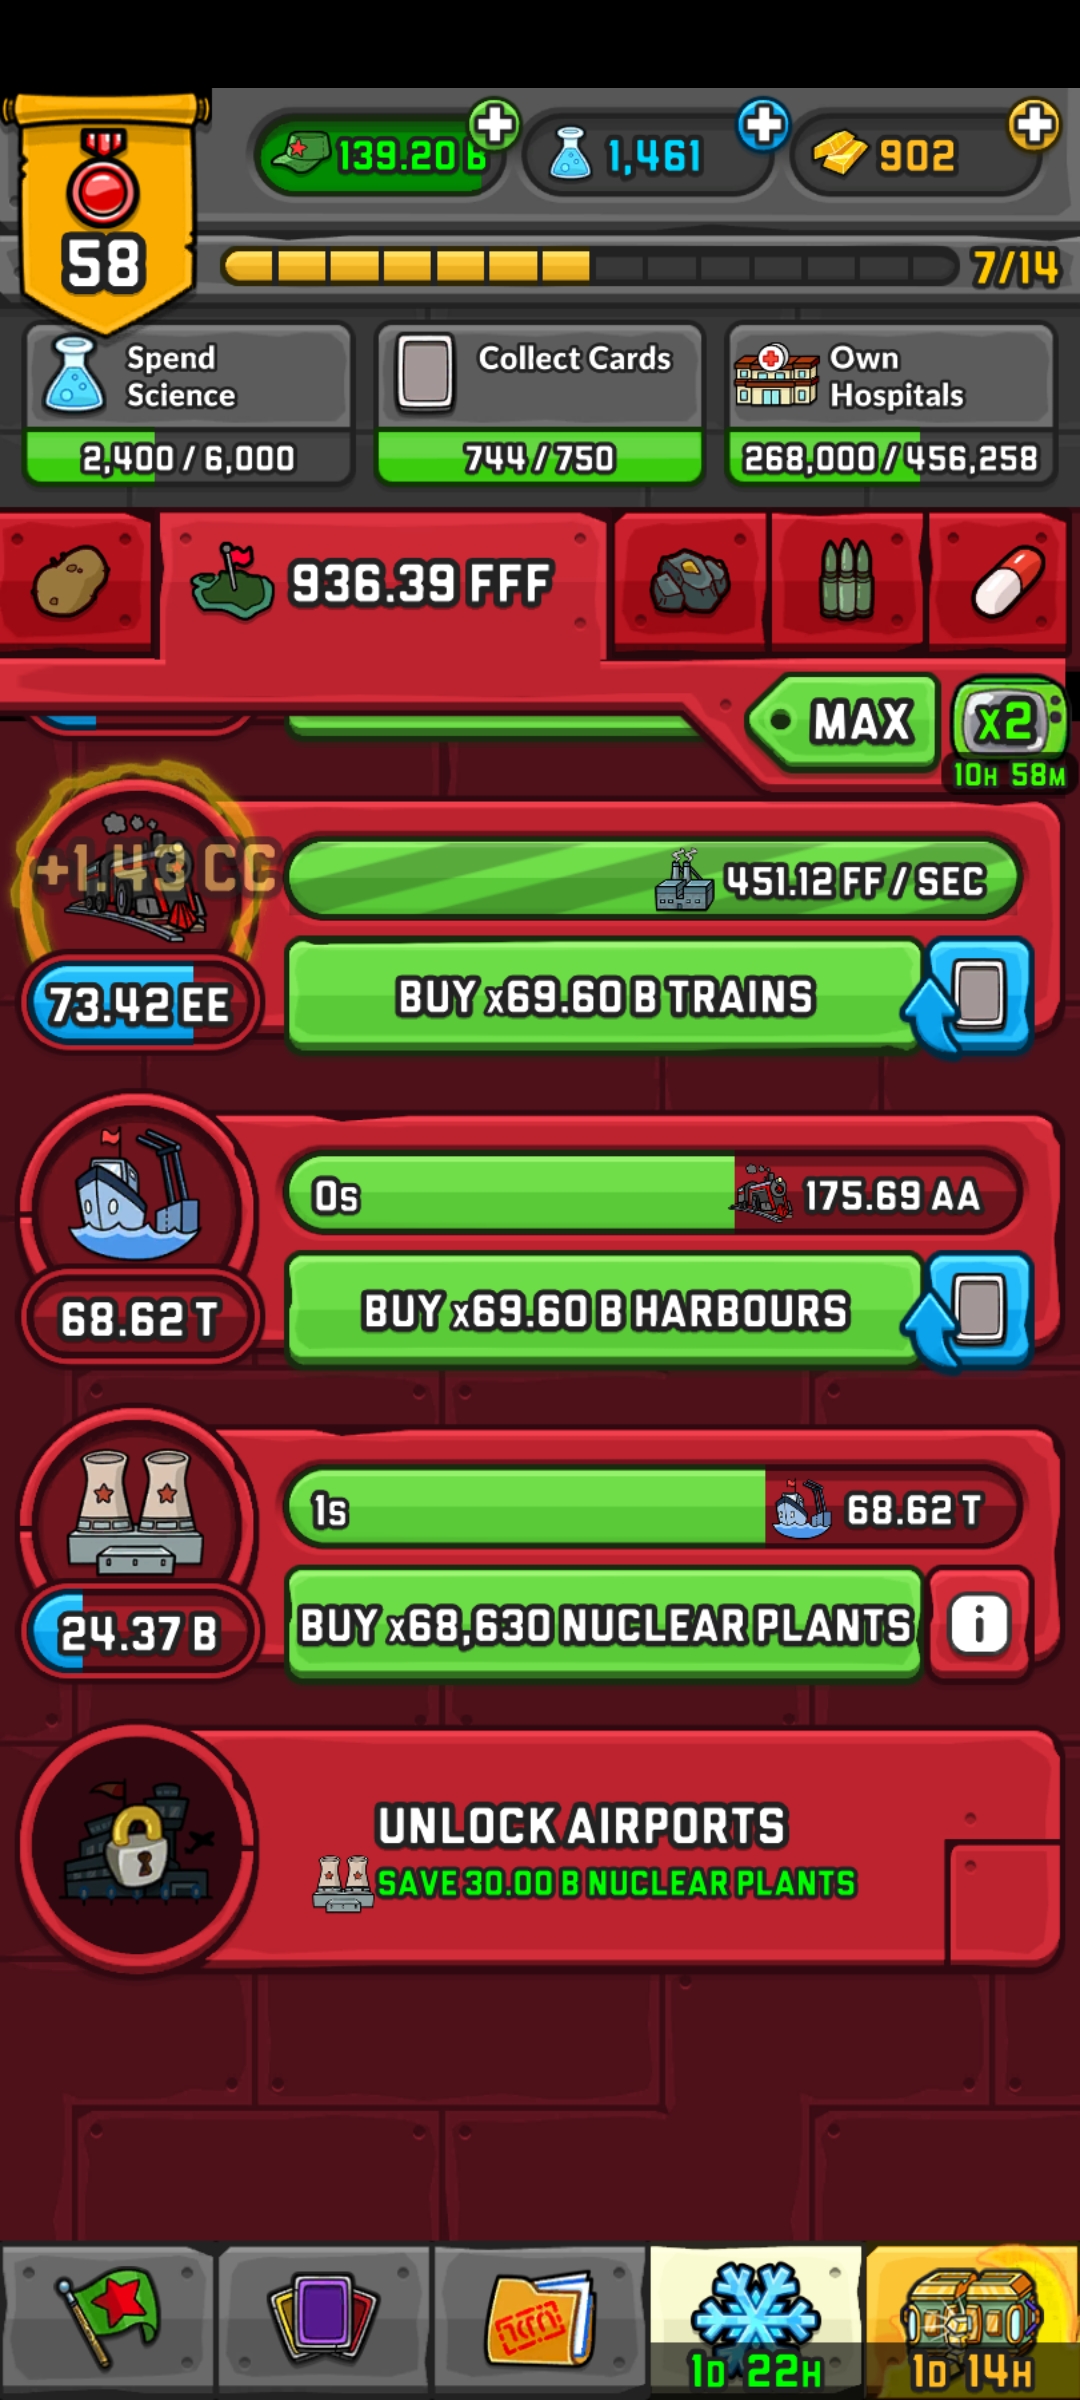 139.20 B
1,461
902
58
7/14
Spend
Science
2,400 / 6,000
Collect Cards
744 / 750
Own
Hospitals
268,000 / 456,258
936.39 FFF
MAX
x2
10H 58M
+1.43 CC
451.12 FF / SEC
73.42 EE
BUY x69.60 B TRAINS
0s
175.69 AA
68.62 T
BUY x69.60 B HARBOURS
1s
68.62 T
24.37 B
BUY x68,630 NUCLEAR PLANTS
i
UNLOCK AIRPORTS
SAVE 30.00 B NUCLEAR PLANTS
1D 22H
1D 14H